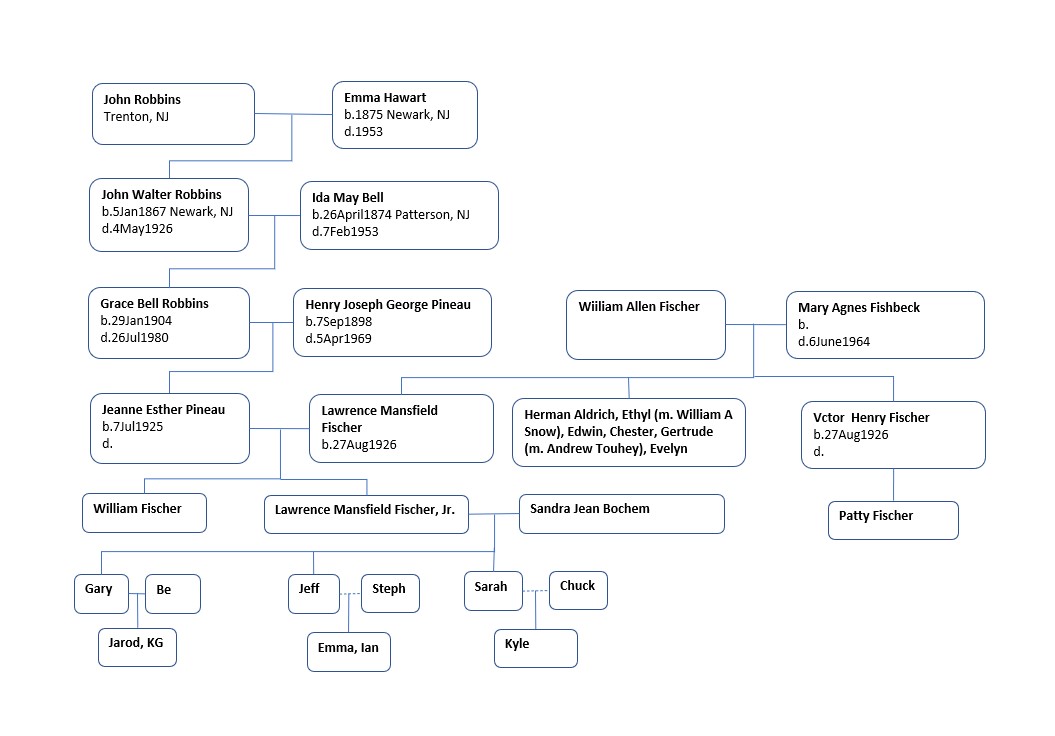 John Robbins
Trenton, NJ
Emma Hawart
b.1875 Newark, NJ
d.1953
John Walter Robbins
b.5Jan1867 Newark, NJ
d.4May1926
Ida May Bell
b.26April1874 Patterson, NJ
d.7Feb1953
Grace Bell Robbins
b.29Jan1904
d.26Jul1980
Henry Joseph George Pineau
b.7Sep1898
d.5Apr1969
Wiiliam Allen Fischer
Mary Agnes Fishbeck
b.
d.6June1964
Jeanne Esther Pineau
b.7Jul1925
d.
Lawrence Mansfield
Fischer
b.27Aug1926
Herman Aldrich, Ethyl (m. William A
Snow), Edwin, Chester, Gertrude
(m. Andrew Touhey), Evelyn
Vctor Henry Fischer
b.27Aug1926
d.
William Fischer
Lawrence Mansfield Fischer, Jr.
Sandra Jean Bochem
Patty Fischer
Gary
Be
Jeff
Steph
Sarah
Chuck
Jarod, KG
Emma, Ian
Kyle